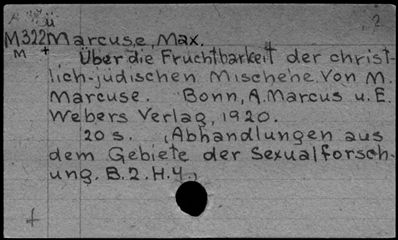 ü 2
M322 Marcuse, Max.
M + Über die Fruchtbarkeit der christ-
lich-jüdischen Mischehe. Von M.
Marcuse. Bonn, A. Marcus u. E.
Webers Verlag, 1920.
20 s. (Abhandlungen aus
dem Gebiete der Sexualforsch-
ung. B.2.H.4.)